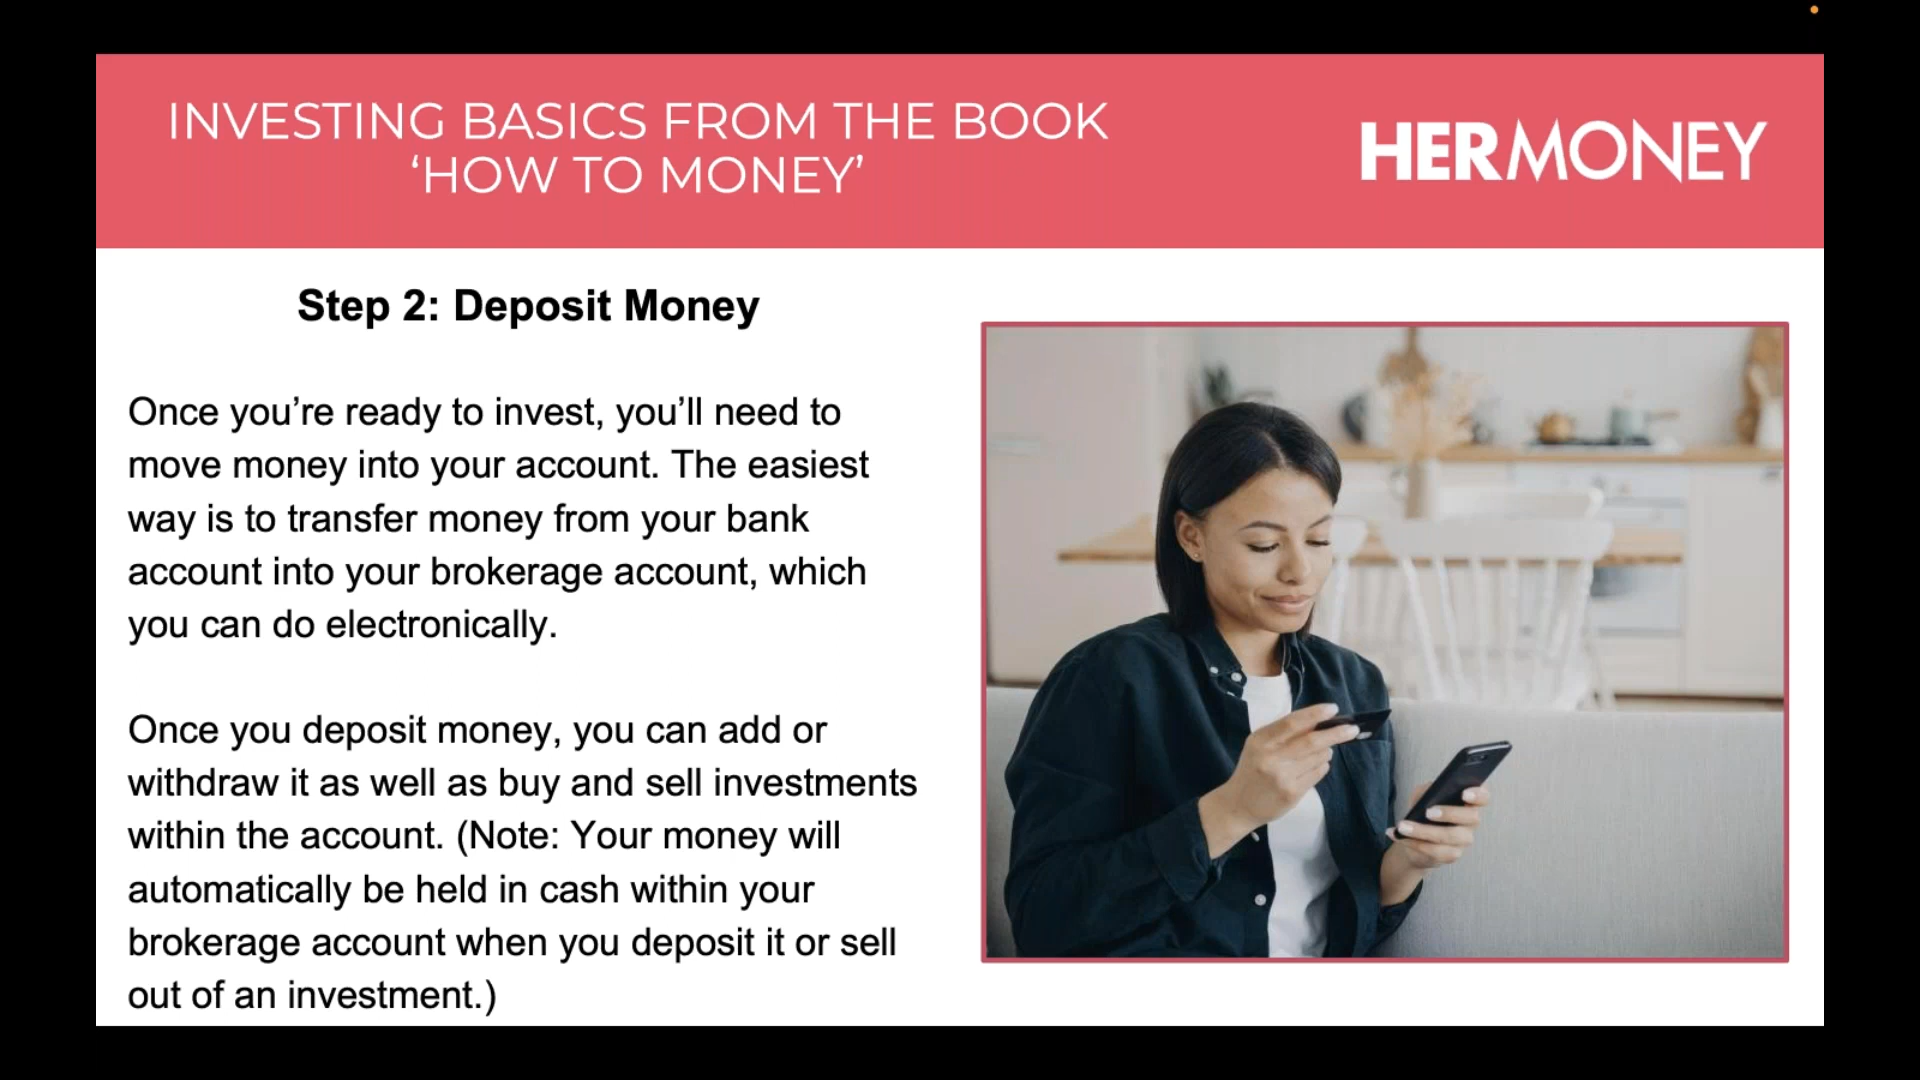 INVESTING BASICS FROM THE BOOK
‘HOW TO MONEY’
HERMONEY
Step 2: Deposit Money
Once you’re ready to invest, you’ll need to
move money into your account. The easiest
way is to transfer money from your bank
account into your brokerage account, which
you can do electronically.
Once you deposit money, you can add or
withdraw it as well as buy and sell investments
within the account. (Note: Your money will
automatically be held in cash within your
brokerage account when you deposit it or sell
out of an investment.)